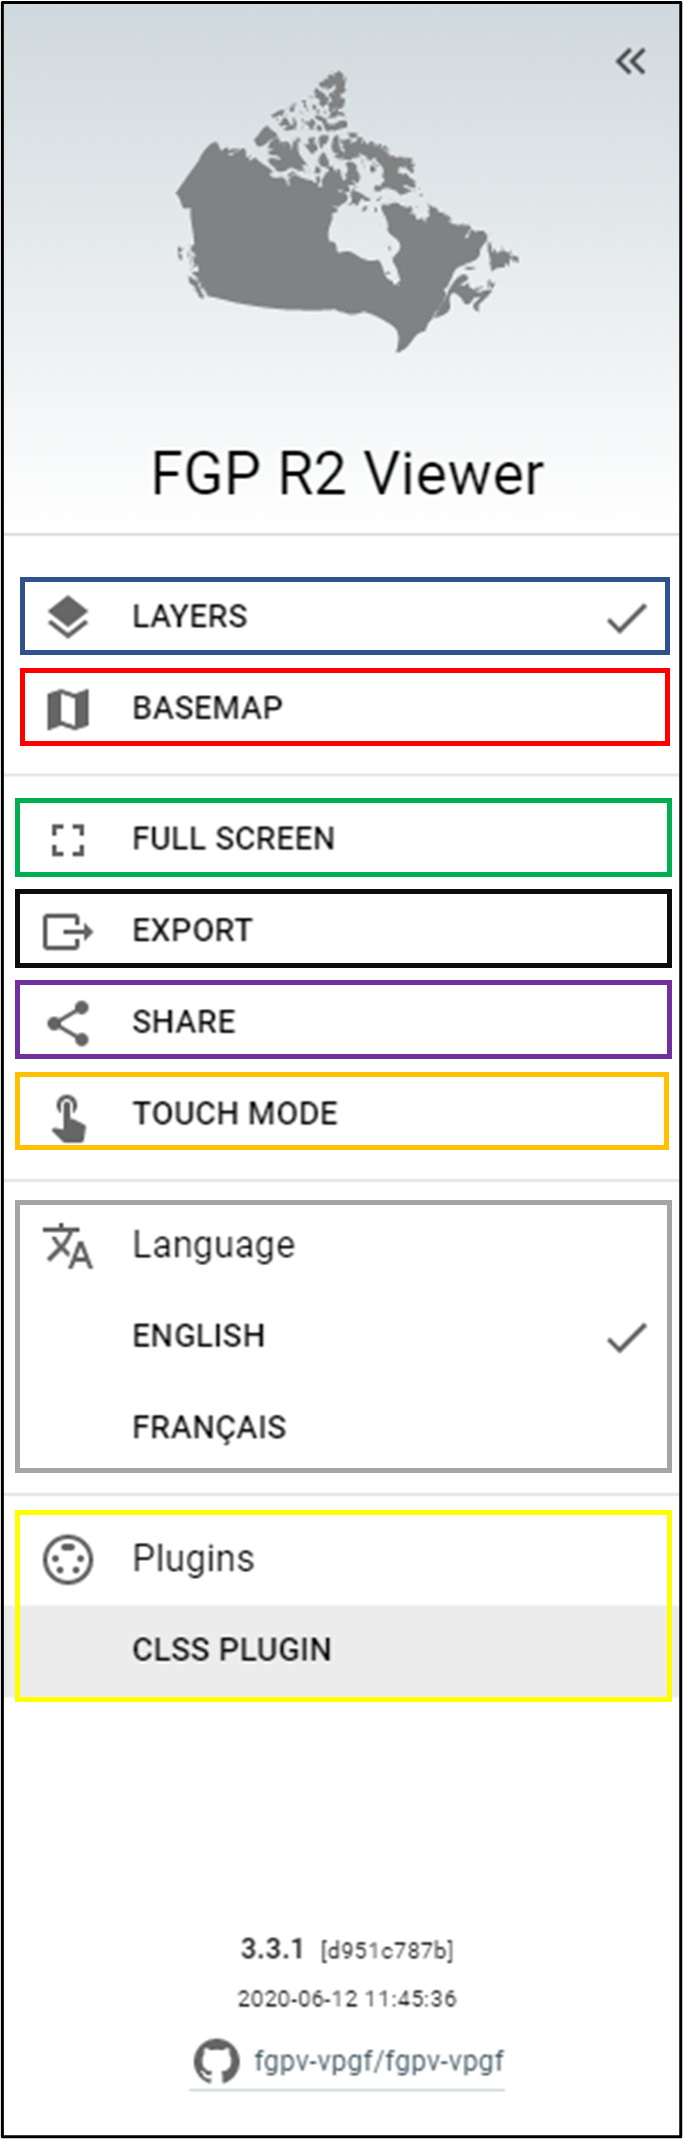 FGP R2 Viewer
LAYERS
BASEMAP
FULL SCREEN
EXPORT
SHARE
TOUCH MODE
Language
ENGLISH
FRANÇAIS
Plugins
CLSS PLUGIN
3.3.1 [d951c787b]
2020-06-12 11:45:36
fgpv-vpgf/fgpv-vpgf